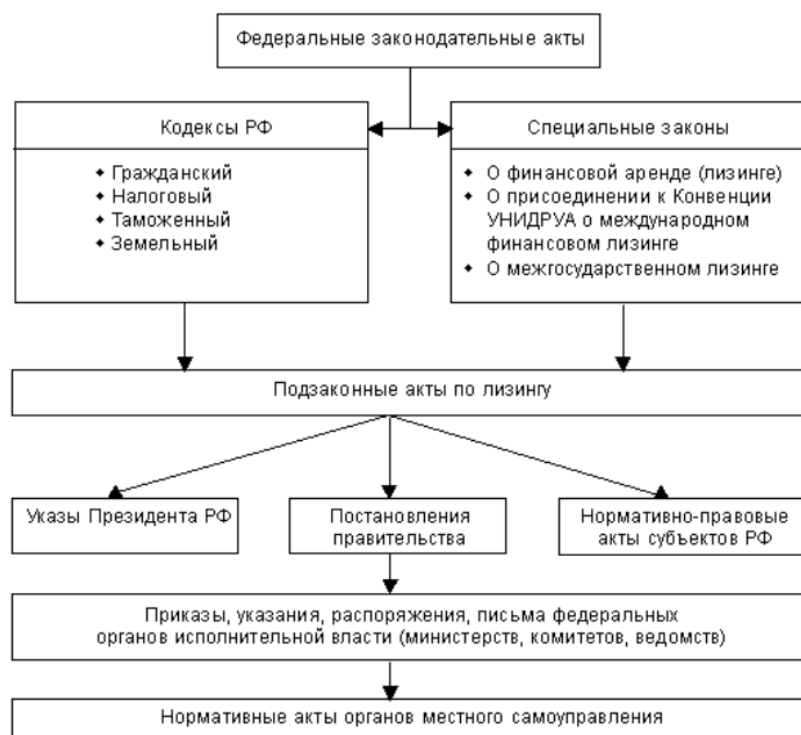 Федеральные законодательные акты
Кодексы РФ
◆ Гражданский
◆ Налоговый
◆ Таможенный
◆ Земельный
Специальные законы
◆ О финансовой аренде (лизинге)
◆ О присоединении к Конвенции
УНИДРУА о международном
финансовом лизинге
◆ О межгосударственном лизинге
Подзаконные акты по лизингу
Указы Президента РФ
Постановления
правительства
Нормативно-правовые
акты субъектов РФ
Приказы, указания, распоряжения, письма федеральных
органов исполнительной власти (министерств, комитетов, ведомств)
Нормативные акты органов местного самоуправления